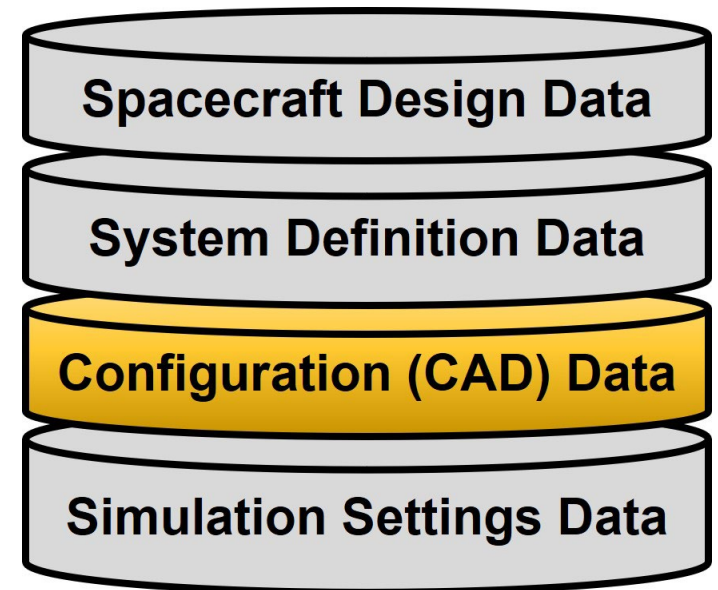 Spacecraft Design Data
System Definition Data
Configuration (CAD) Data
Simulation Settings Data